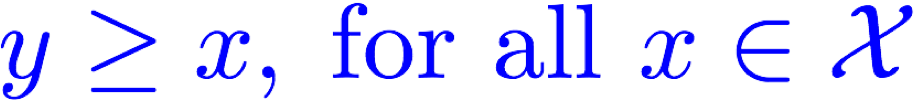 y ≥ x, for all x ∈ 𝒳